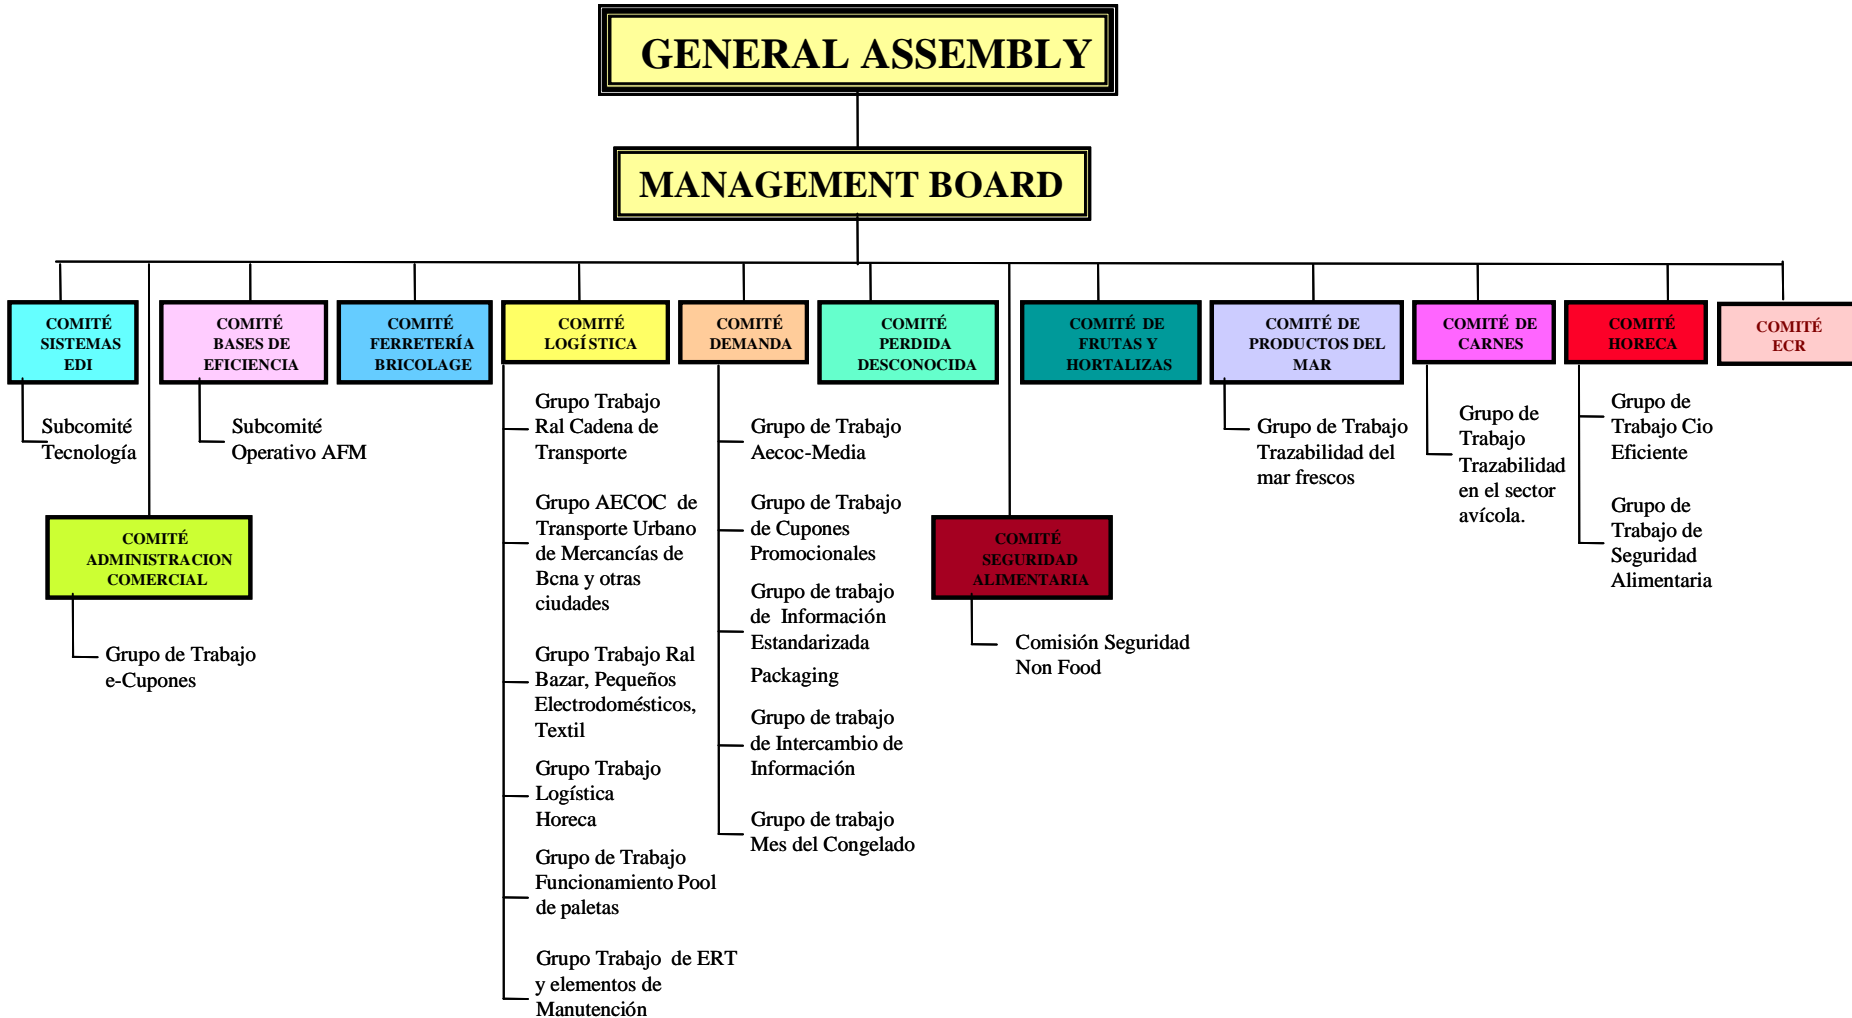 GENERAL ASSEMBLY
MANAGEMENT BOARD
COMITÉ
SISTEMAS
EDI
COMITÉ
BASES DE
EFICIENCIA
COMITÉ
FERRETERÍA
BRICOLAGE
COMITÉ
LOGÍSTICA
COMITÉ
DEMANDA
COMITÉ
PERDIDA
DESCONOCIDA
COMITÉ DE
FRUTAS Y
HORTALIZAS
COMITÉ DE
PRODUCTOS DEL
MAR
COMITÉ DE
CARNES
COMITÉ
HORECA
COMITÉ
ECR
Subcomité
Tecnología
Subcomité
Operativo AFM
COMITÉ
ADMINISTRACION
COMERCIAL
Grupo de Trabajo
e-Cupones
Grupo Trabajo
Ral Cadena de
Transporte
Grupo AECOC de
Transporte Urbano
de Mercancías de
Bcna y otras
ciudades
Grupo Trabajo Ral
Bazar, Pequeños
Electrodomésticos,
Textil
Grupo Trabajo
Logística
Horeca
Grupo de Trabajo
Funcionamiento Pool
de paletas
Grupo Trabajo de ERT
y elementos de
Manutención
Grupo de Trabajo
Aecoc-Media
Grupo de Trabajo
de Cupones
Promocionales
Grupo de trabajo
de Información
Estandarizada
Packaging
Grupo de trabajo
de Intercambio de
Información
Grupo de trabajo
Mes del Congelado
COMITÉ
SEGURIDAD
ALIMENTARIA
Comisión Seguridad
Non Food
Grupo de Trabajo
Trazabilidad del
mar frescos
Grupo de
Trabajo
Trazabilidad
en el sector
avícola.
Grupo de
Trabajo Cio
Eficiente
Grupo de
Trabajo de
Seguridad
Alimentaria